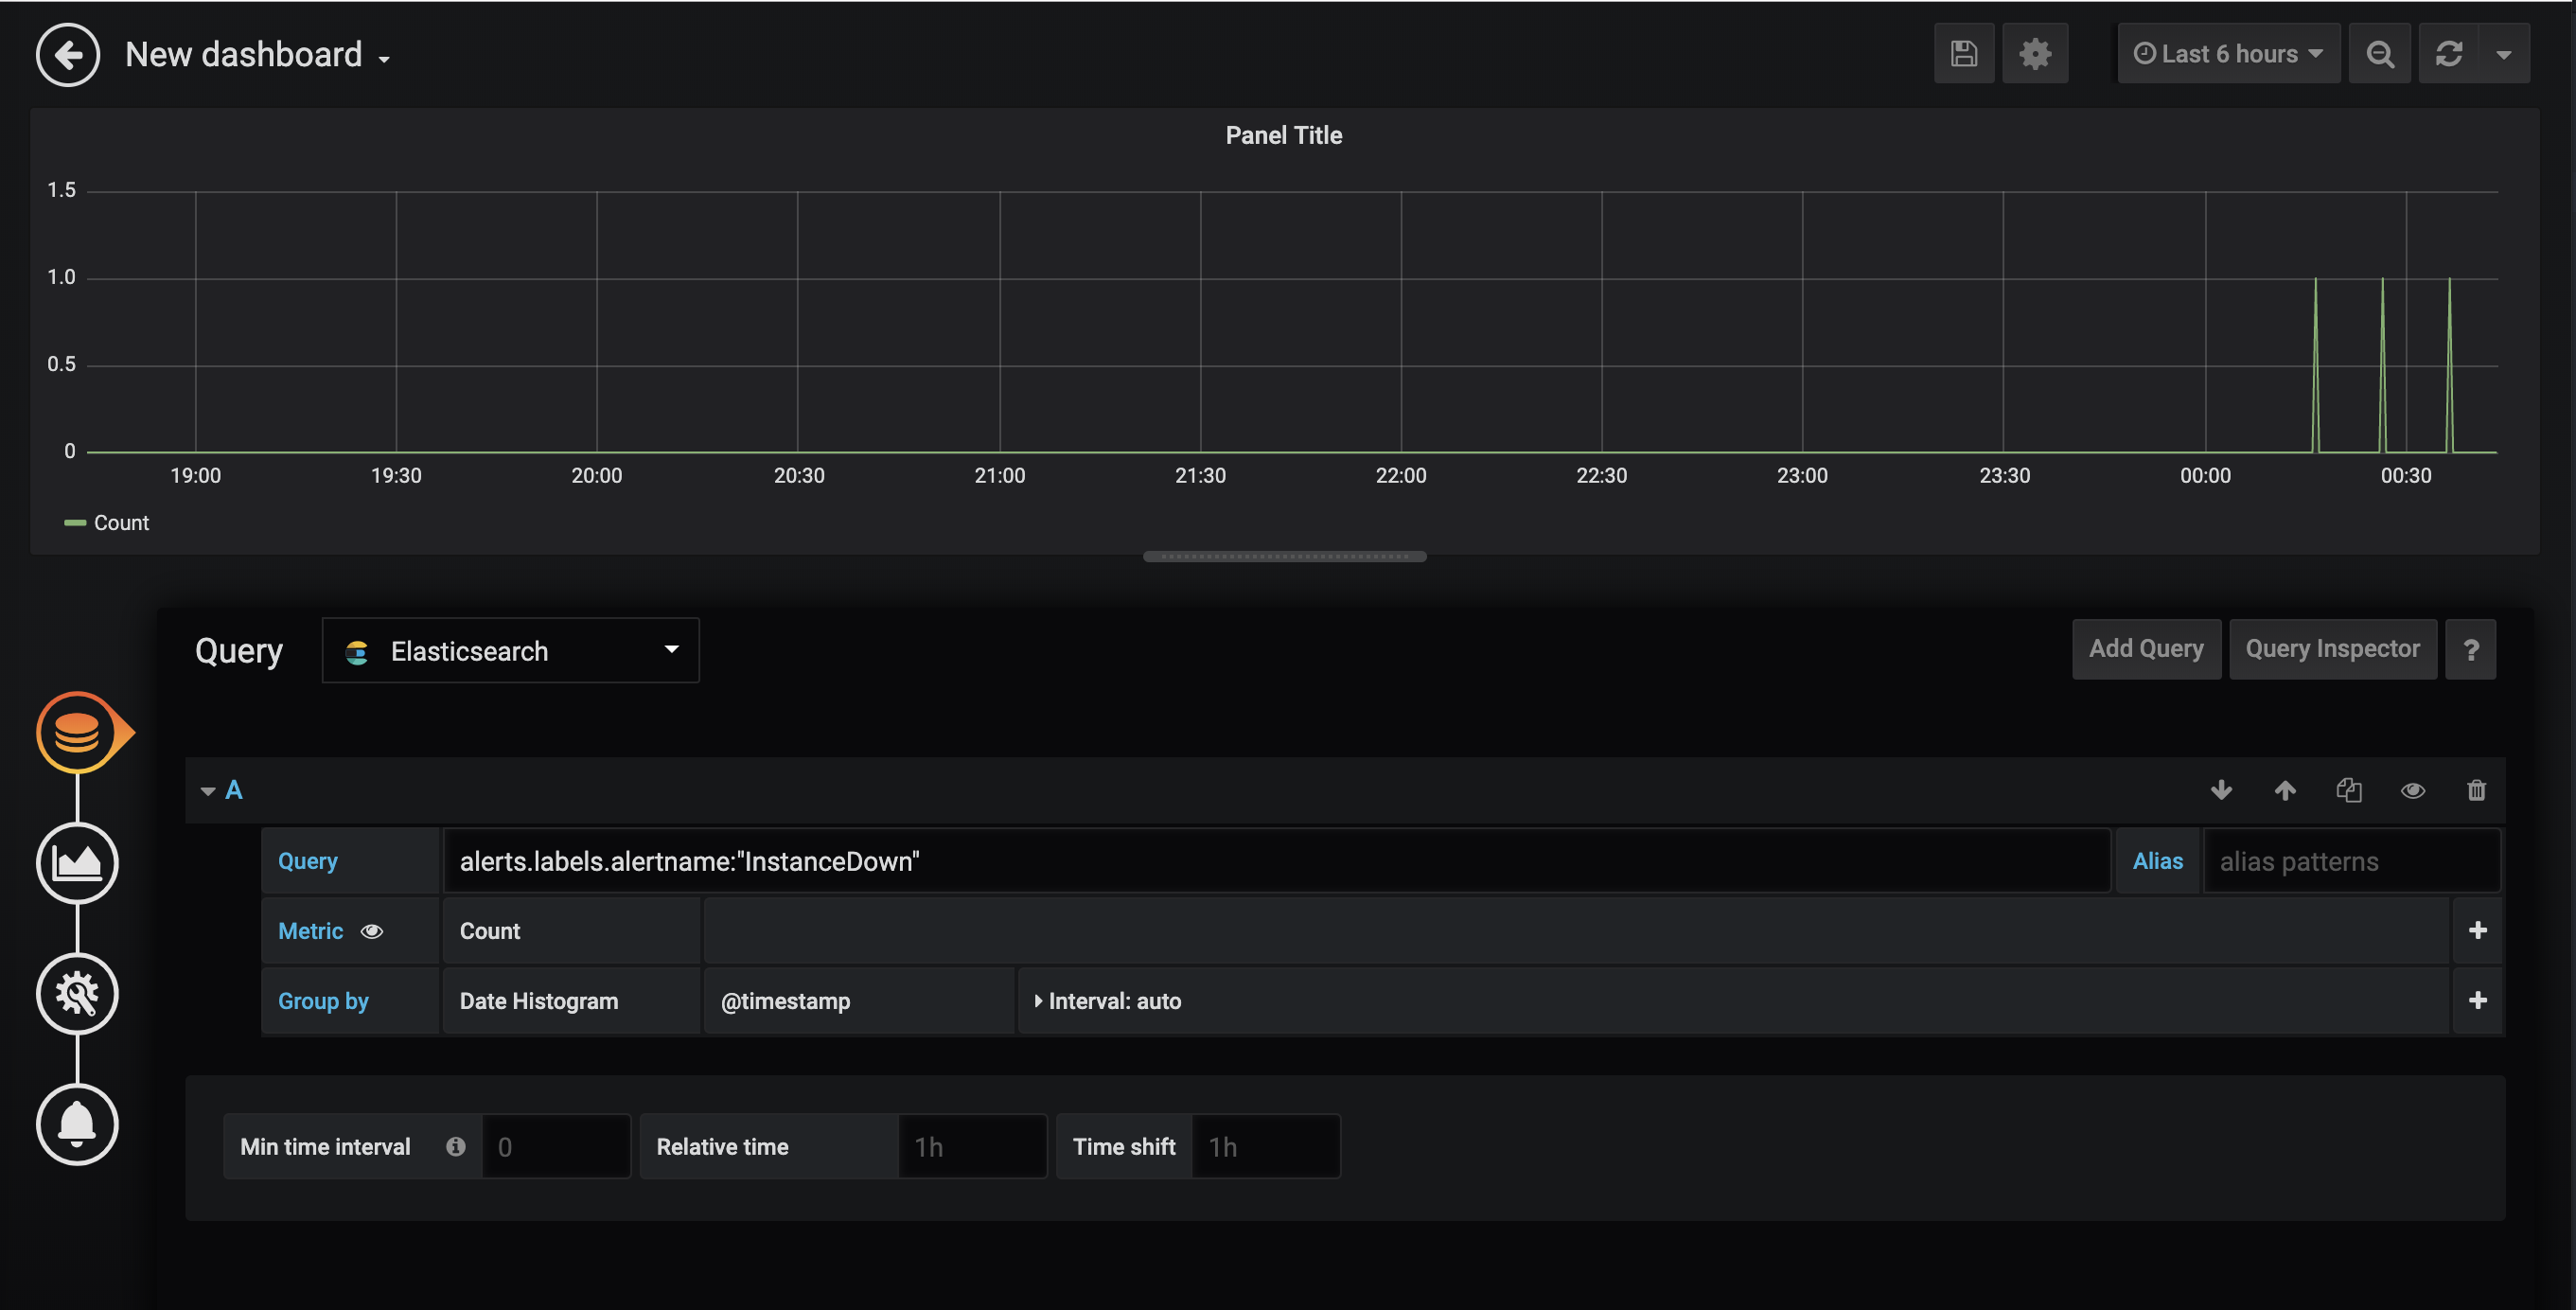 New dashboard
Last 6 hours
Panel Title
1.5
1.0
0.5
0
19:00 19:30 20:00 20:30 21:00 21:30 22:00 22:30 23:00 23:30 00:00 00:30
Count
Query Elasticsearch Add Query Query Inspector ?
A
Query alerts.labels.alertname:"InstanceDown" Alias alias patterns
Metric Count +
Group by Date Histogram @timestamp Interval: auto +
Min time interval 0 Relative time 1h Time shift 1h